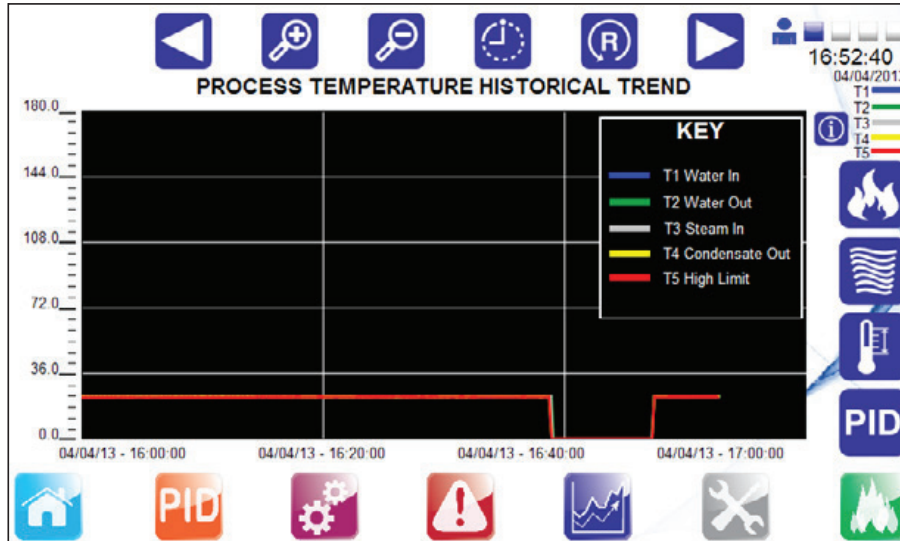 R
16:52:40
PROCESS TEMPERATURE HISTORICAL TREND
04/04/2013
T1
T2
T3
T4
T5
i
180.0
144.0
108.0
72.0
36.0
0.0
KEY
T1 Water In
T2 Water Out
T3 Steam In
T4 Condensate Out
T5 High Limit
PID
04/04/13 - 16:00:00
04/04/13 - 16:20:00
04/04/13 - 16:40:00
04/04/13 - 17:00:00
PID